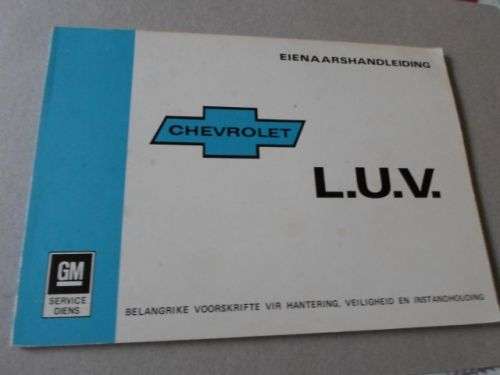 EIENAARSHANDLEIDING
CHEVROLET
L.U.V.
GM
SERVICE
DIENS
BELANGRIKE VOORSKRIFTE VIR HANTERING, VEILIGHEID EN INSTANDHOUDING